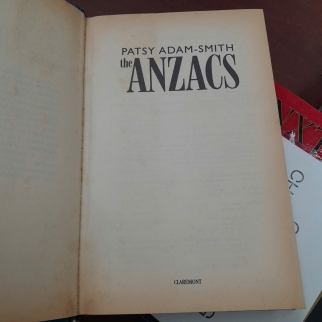 PATSY ADAM-SMITH
the ANZACS
CLAREMONT